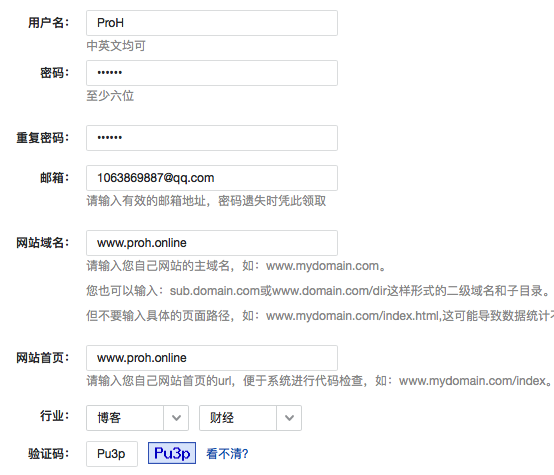 用户名： ProH
中英文均可
密码： ••••••
至少六位
重复密码： ••••••
邮箱： 1063869887@qq.com
请输入有效的邮箱地址，密码遗失时凭此领取
网站域名： www.proh.online
请输入您自己网站的主域名，如：www.mydomain.com。
您也可以输入：sub.domain.com或www.domain.com/dir这样形式的二级域名和子目录。
但不要输入具体的页面路径，如：www.mydomain.com/index.html,这可能导致数据统计不
网站首页： www.proh.online
请输入您自己网站首页的url，便于系统进行代码检查，如：www.mydomain.com/index。
行业： 博客 财经
验证码： Pu3p Pu3p 看不清?